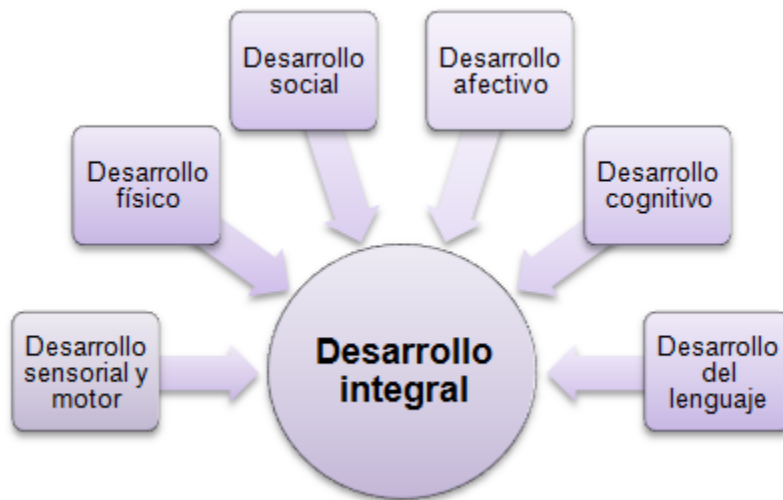 Desarrollo
social
Desarrollo
afectivo
Desarrollo
físico
Desarrollo
cognitivo
Desarrollo
sensorial y
motor
Desarrollo
integral
Desarrollo
del
lenguaje